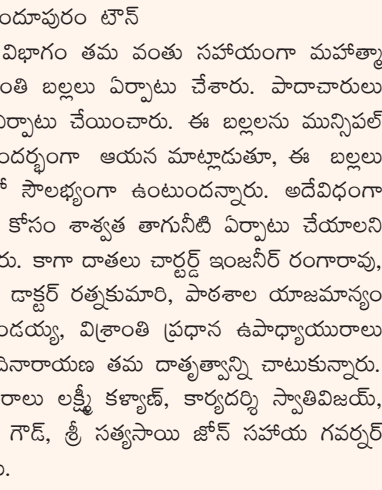 ందూపురం టౌన్
విభాగం తమ వంతు సహాయంగా మహాత్మా
ంతి బల్లలు ఏర్పాటు చేశారు. పాదాచారులు
ఏర్పాటు చేయించారు. ఈ బల్లలను మున్సిపల్
ందర్భంగా ఆయన మాట్లాడుతూ, ఈ బల్లలు
సౌలభ్యంగా ఉంటుందన్నారు. అదేవిధంగా
కోసం శాశ్వత తాగునీటి ఏర్పాటు చేయాలని
రు. కాగా దాతలు చార్టర్డ్ ఇంజనీర్ రంగారావు,
డాక్టర్ రత్నకుమారి, పాఠశాల యాజమాన్యం
ండయ్య, విశ్రాంతి ప్రధాన ఉపాధ్యాయురాలు
దినారాయణ తమ దాతృత్వాన్ని చాటుకున్నారు.
రాలు లక్ష్మీ కళ్యాణ్, కార్యదర్శి స్వాతివిజయ్,
గౌడ్, శ్రీ సత్యసాయి జోన్ సహాయ గవర్నర్